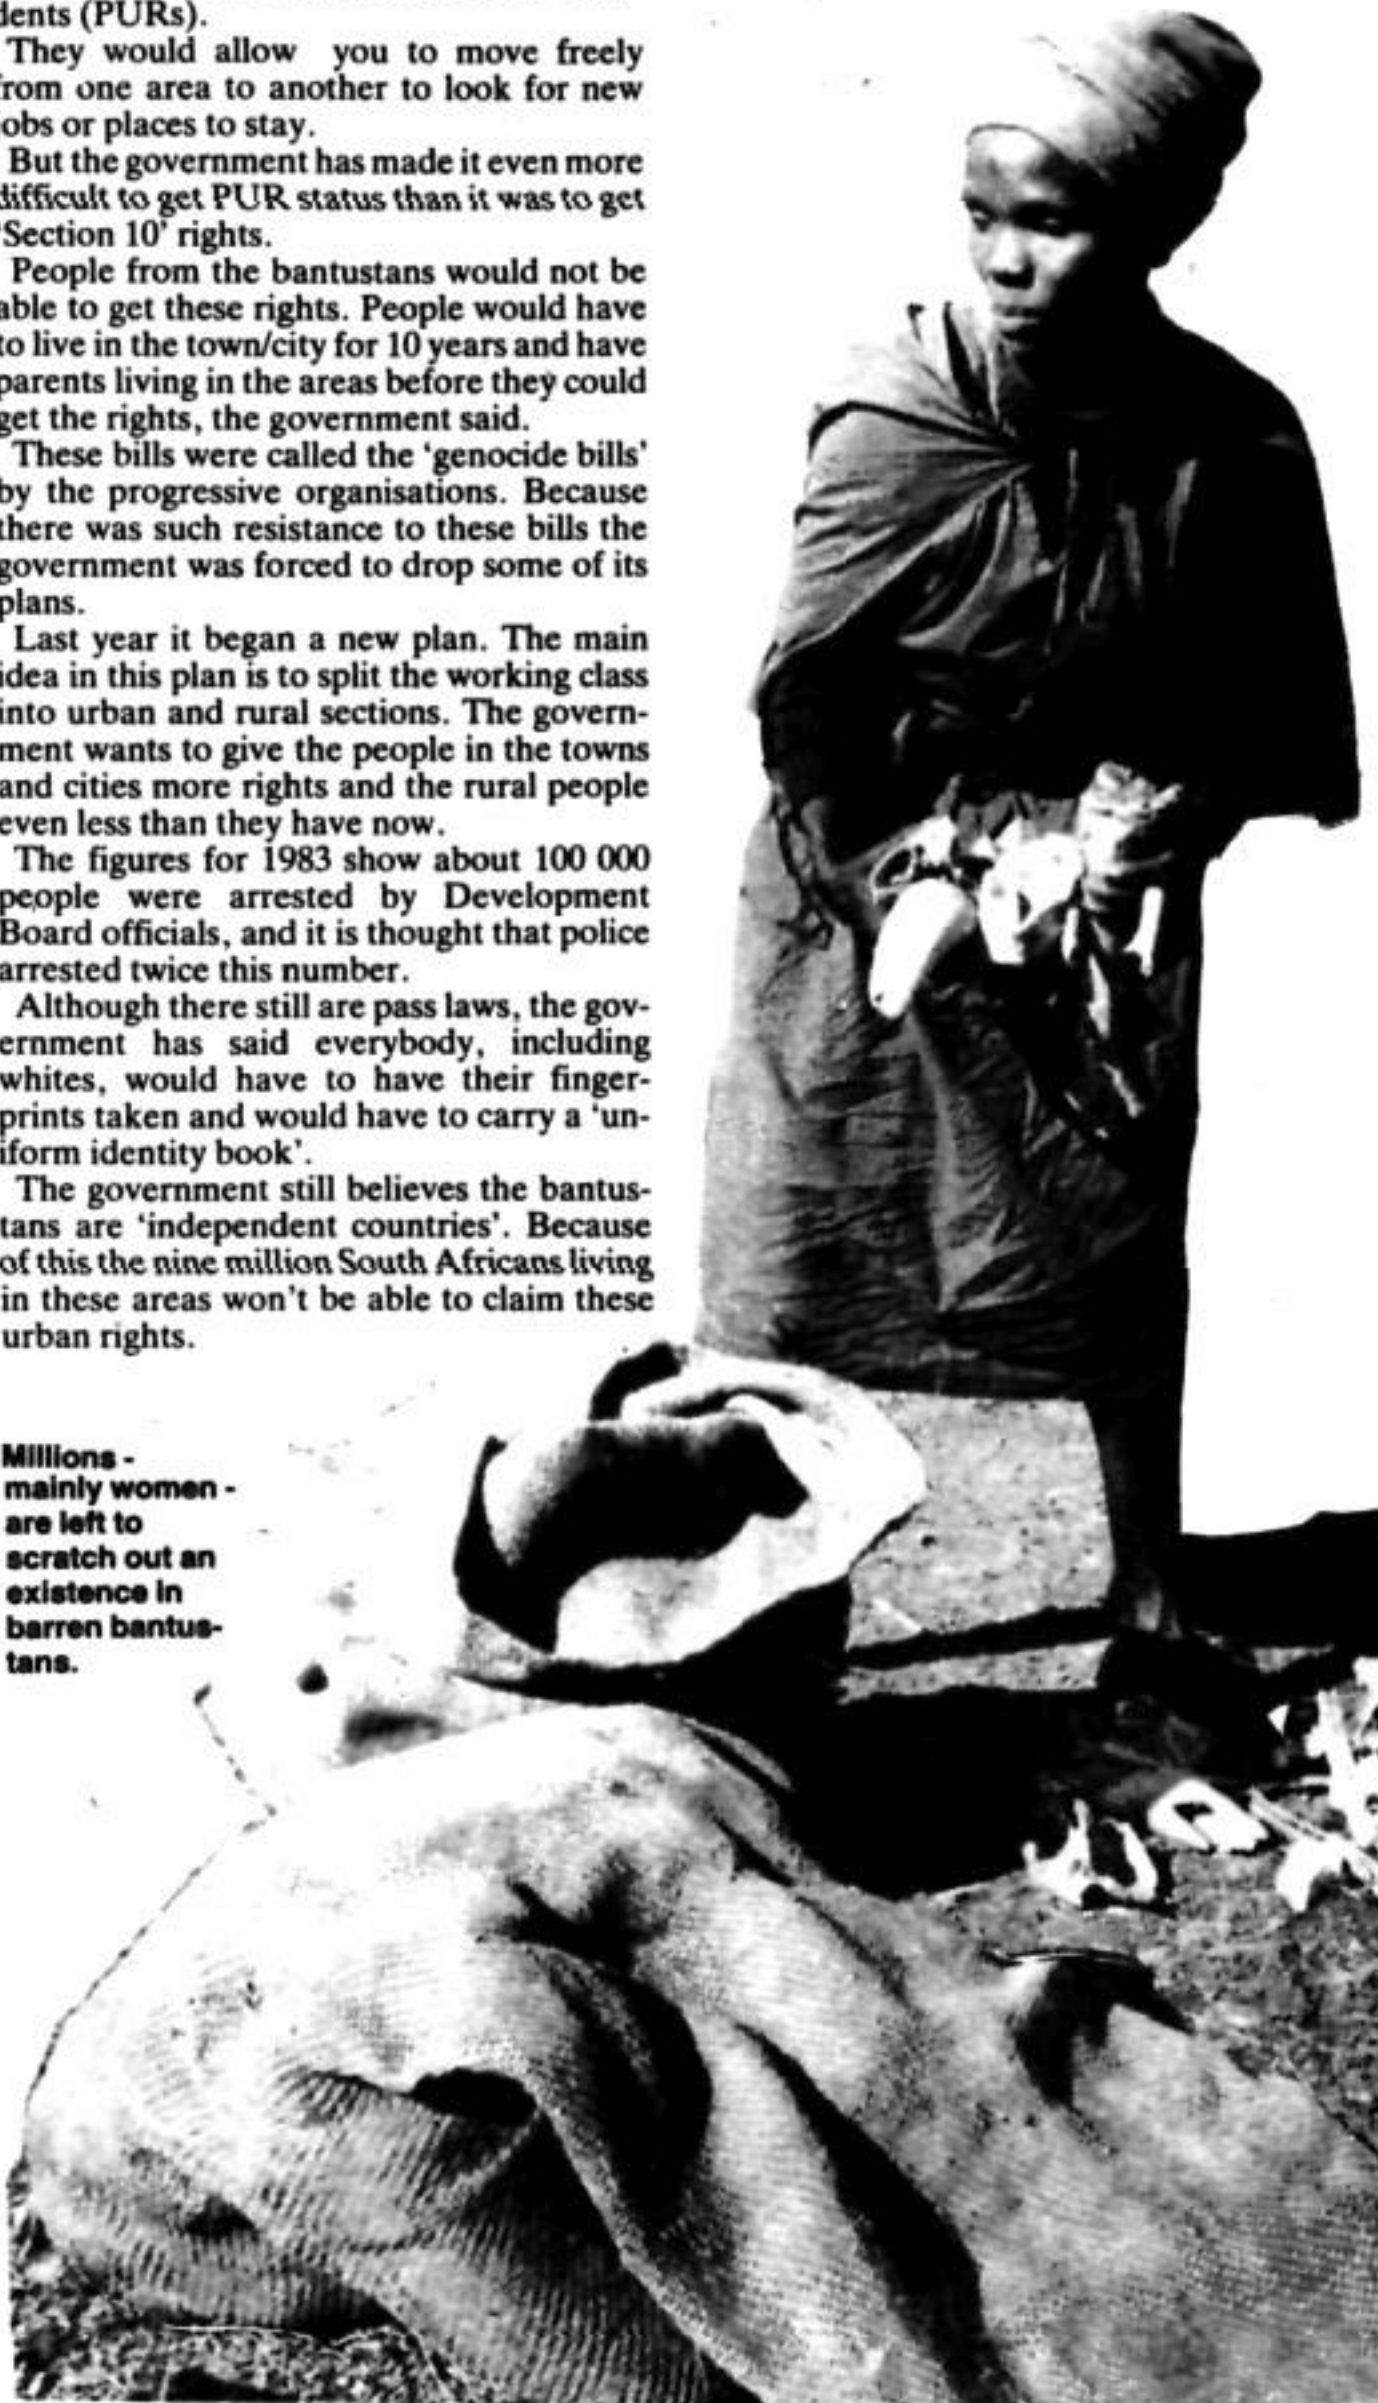 dents (PURs).
They would allow you to move freely
from one area to another to look for new
obs or places to stay.
But the government has made it even more
difficult to get PUR status than it was to get
'Section 10' rights.
People from the bantustans would not be
able to get these rights. People would have
to live in the town/city for 10 years and have
parents living in the areas before they could
get the rights, the government said.
These bills were called the 'genocide bills'
by the progressive organisations. Because
there was such resistance to these bills the
government was forced to drop some of its
plans.
Last year it began a new plan. The main
idea in this plan is to split the working class
into urban and rural sections. The govern-
ment wants to give the people in the towns
and cities more rights and the rural people
even less than they have now.
The figures for 1983 show about 100 000
people were arrested by Development
Board officials, and it is thought that police
arrested twice this number.
Although there still are pass laws, the gov-
ernment has said everybody, including
whites, would have to have their finger-
prints taken and would have to carry a 'un-
iform identity book'.
The government still believes the bantus-
tans are 'independent countries'. Because
of this the nine million South Africans living
in these areas won't be able to claim these
urban rights.
Millions -
mainly women -
are left to
scratch out an
existence in
barren bantus-
tans.